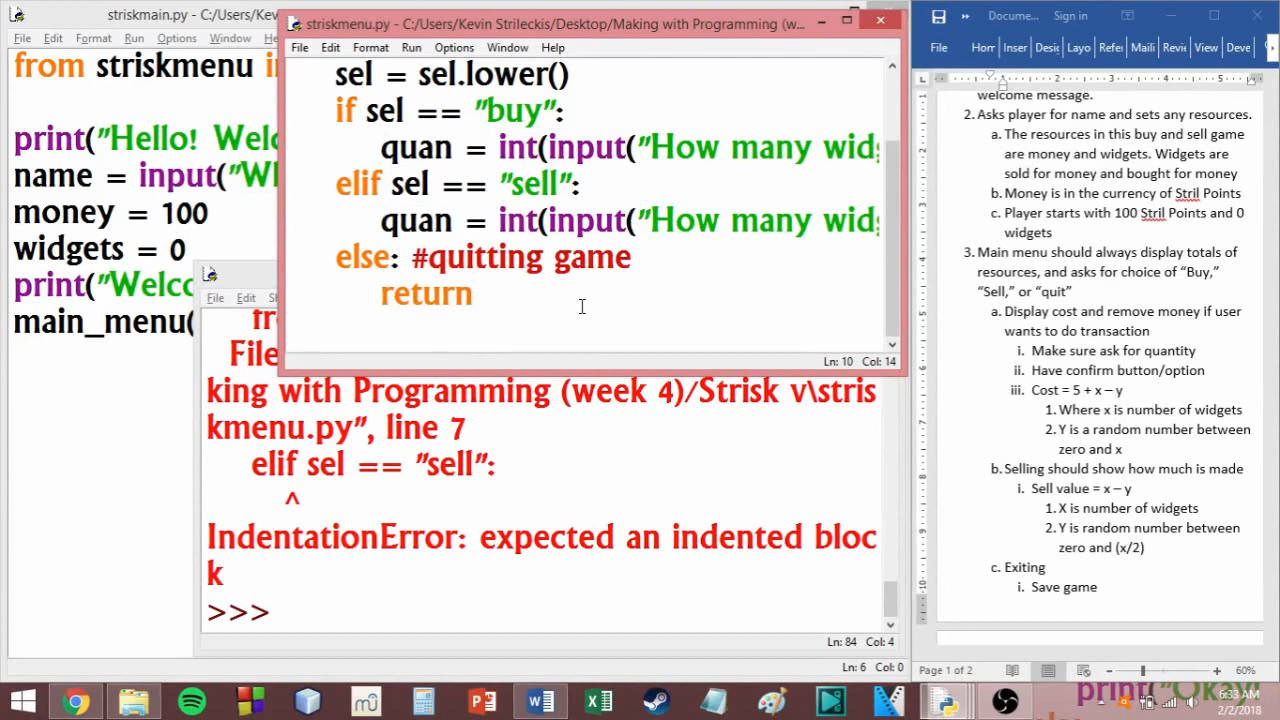 striskmain.py - C:/Users/Kev
File Edit Format Run Options Window He
from striskmenu i
print("Hello! Welc
name = input("W
money = 100
widgets = 0
print("Welcc
main_menu(
striskmenu.py - C:/Users/Kevin Strileckis/Desktop/Making with Programming (w...
File Edit Format Run Options Window Help
sel = sel.lower()
if sel == "buy":
quan = int(input("How many widg
elif sel == "sell":
quan = int(input("How many widg
else: #quitting game
return
Ln: 10 Col: 14
File Edit
File
king with Programming (week 4)/Strisk v\stris
kmenu.py", line 7
elif sel == "sell":
^
IndentationError: expected an indented bloc
k
>>>
Ln: 84 Col: 4
Ln: 6 Col: 0
Docume... Sign in
File Hom Inser Desig Layo Refer Maili Revie View Deve
welcome message.
2. Asks player for name and sets any resources.
a. The resources in this buy and sell game
are money and widgets. Widgets are
sold for money and bought for money
b. Money is in the currency of Stril Points
c. Player starts with 100 Stril Points and 0
widgets
3. Main menu should always display totals of
resources, and asks for choice of “Buy,”
“Sell,” or “quit”
a. Display cost and remove money if user
wants to do transaction
i. Make sure ask for quantity
ii. Have confirm button/option
iii. Cost = 5 + x – y
1. Where x is number of widgets
2. Y is a random number between
zero and x
b. Selling should show how much is made
i. Sell value = x – y
1. X is number of widgets
2. Y is random number between
zero and (x/2)
c. Exiting
i. Save game
Page 1 of 2 60%
print("Okay
6:33 AM
2/2/2018